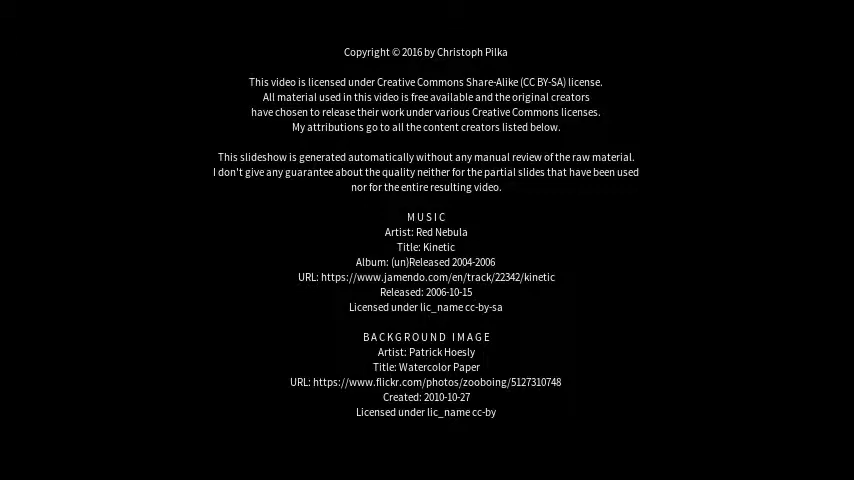 Copyright © 2016 by Christoph Pilka
This video is licensed under Creative Commons Share-Alike (CC BY-SA) license.
All material used in this video is free available and the original creators
have chosen to release their work under various Creative Commons licenses.
My attributions go to all the content creators listed below.
This slideshow is generated automatically without any manual review of the raw material.
I don't give any guarantee about the quality neither for the partial slides that have been used
nor for the entire resulting video.
M U S I C
Artist: Red Nebula
Title: Kinetic
Album: (un)Released 2004-2006
URL: https://www.jamendo.com/en/track/22342/kinetic
Released: 2006-10-15
Licensed under lic_name cc-by-sa
B A C K G R O U N D   I M A G E
Artist: Patrick Hoesly
Title: Watercolor Paper
URL: https://www.flickr.com/photos/zooboing/5127310748
Created: 2010-10-27
Licensed under lic_name cc-by